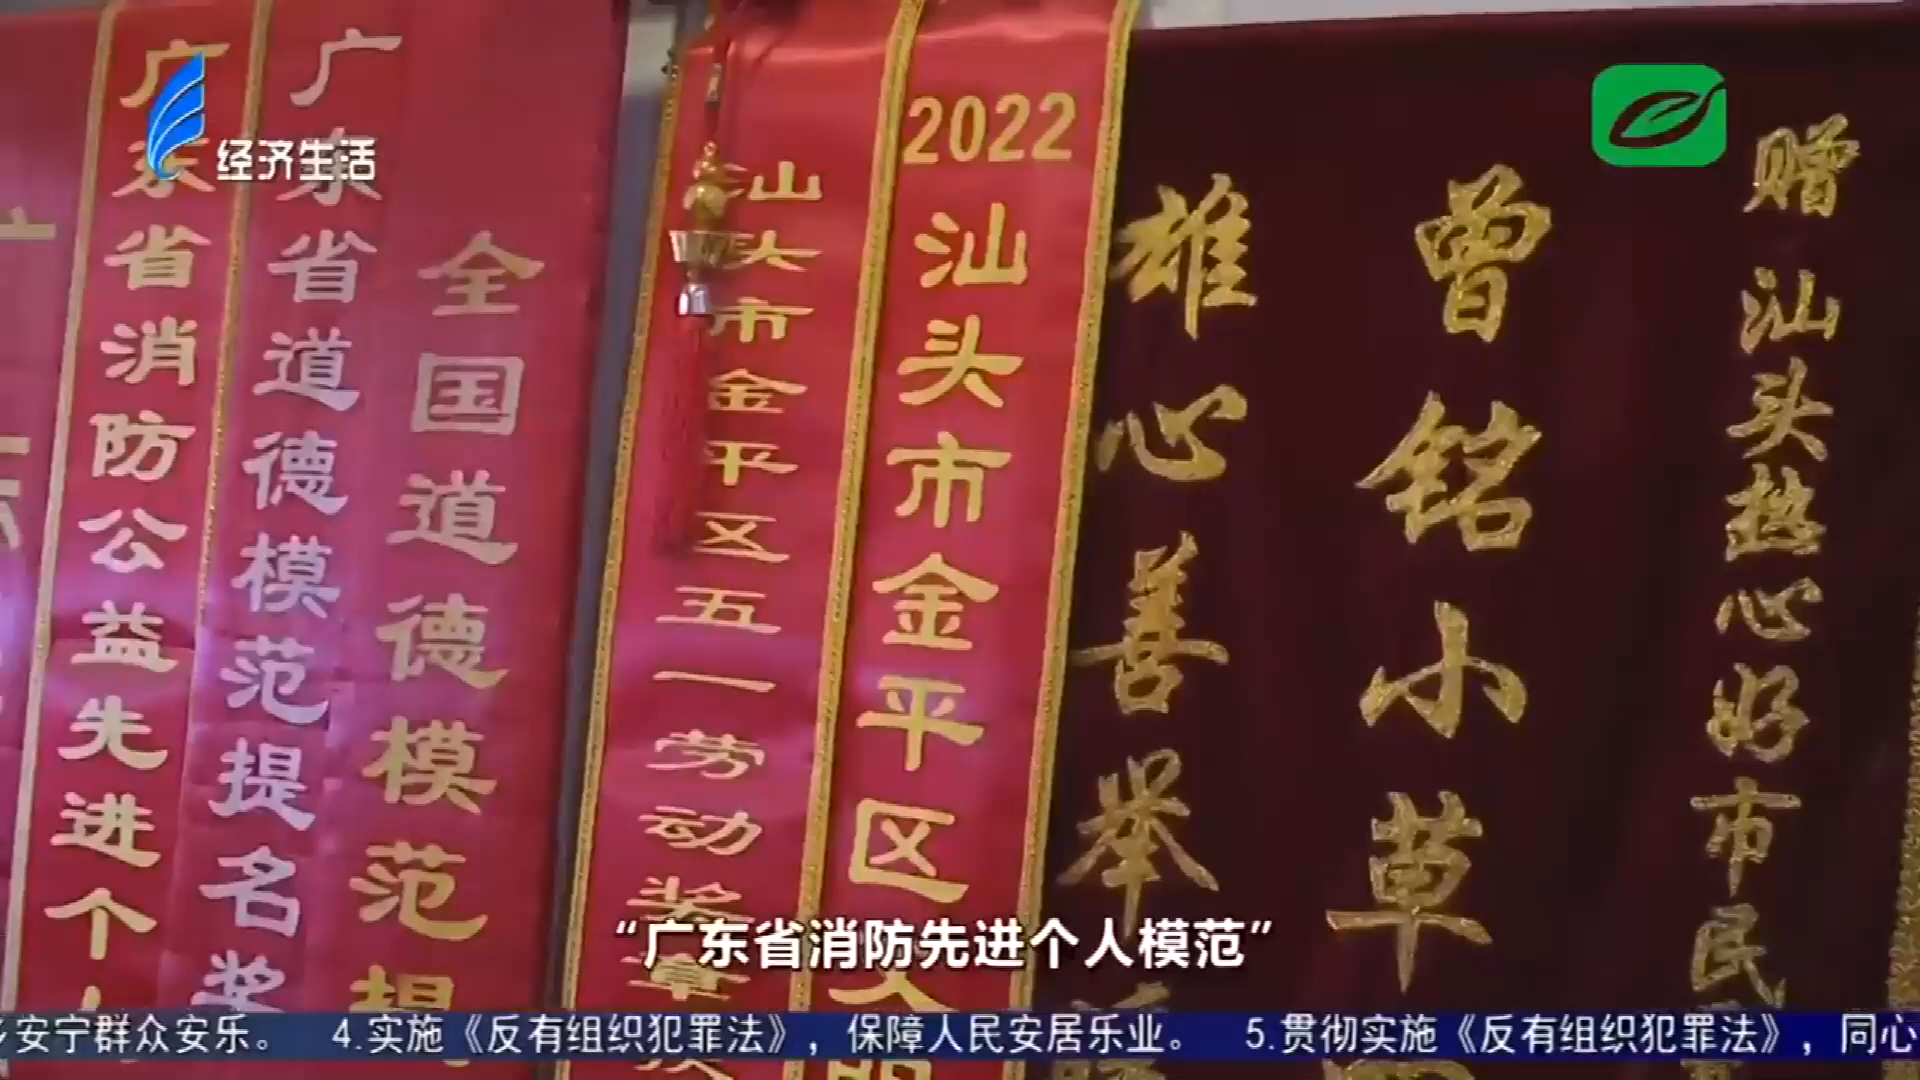 经济生活
广东省消防公益先进个人
广东省道德模范提名奖
全国道德模范提
汕头市金平区五一劳动奖章获
2022
汕头市金平区文明
雄心善举
曾铭小草
赠汕头热心好市民
“广东省消防先进个人模范”
安宁群众安乐。 4.实施《反有组织犯罪法》，保障人民安居乐业。 5.贯彻实施《反有组织犯罪法》，同心